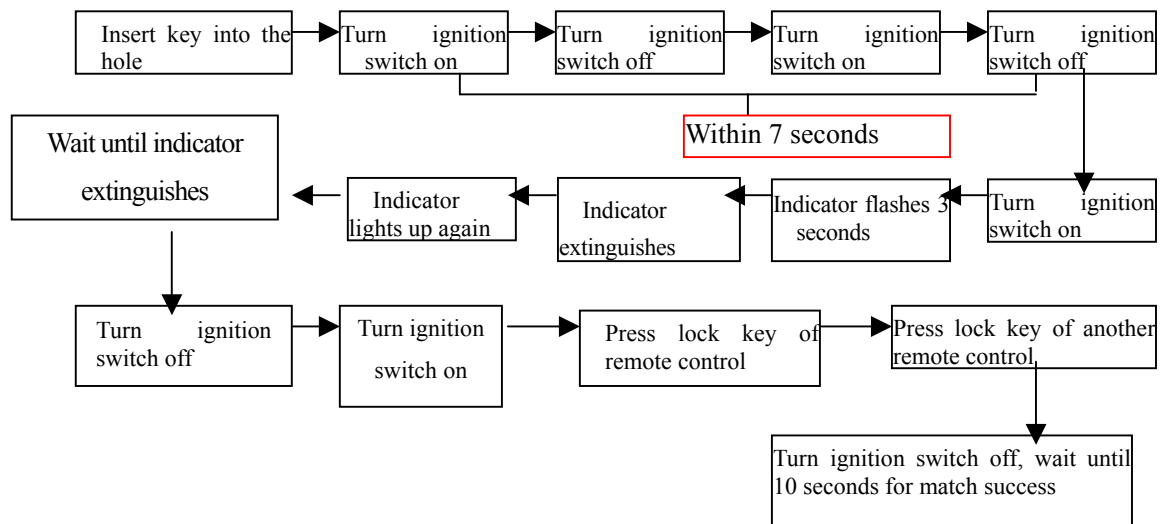 Insert key into the
hole
Turn ignition
switch on
Turn ignition
switch off
Turn ignition
switch on
Turn ignition
switch off
Within 7 seconds
Turn ignition
switch on
Indicator flashes 3
seconds
Indicator
extinguishes
Indicator
lights up again
Wait until indicator
extinguishes
Turn ignition
switch off
Turn ignition
switch on
Press lock key of
remote control
Press lock key of another
remote control
Turn ignition switch off, wait until
10 seconds for match success